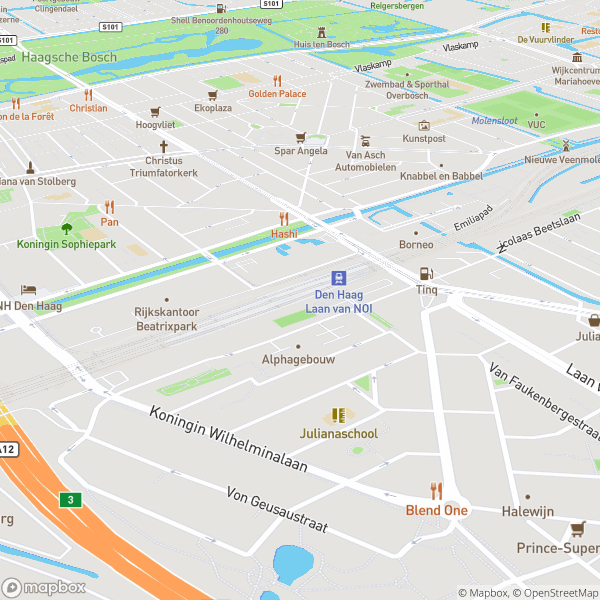 Clingendael
Shell Benoordenhoutseweg
280
Reigersbergen
S101
S101
S101
Haagsche Bosch
Huis ten Bosch
Vlaskamp
Vlaskamp
De Vuurvlinder
Wijkcentrum
Mariahoeve
Christian
Ekoplaza
Golden Palace
Zwembad & Sporthal
Overbosch
on de la Forêt
Hoogvliet
Molensloot
VUC
Kunstpost
Spar Angela
Van Asch
Automobielen
Christus
Triumfatorkerk
Nieuwe Veenmolen
Knabbel en Babbel
iana van Stolberg
Pan
Hashi
Koningin Sophiepark
Emiliapad
Nicolaas Beetslaan
Borneo
Den Haag
Laan van NOI
Tinq
NH Den Haag
Rijkskantoor
Beatrixpark
Julia
Alphagebouw
Laan v
Van Faukenbergestraat
Koningin Wilhelminalaan
Julianaschool
A12
3
Von Geusaustraat
Blend One
Halewijn
rg
Prince-Super
mapbox
© Mapbox, © OpenStreetMap